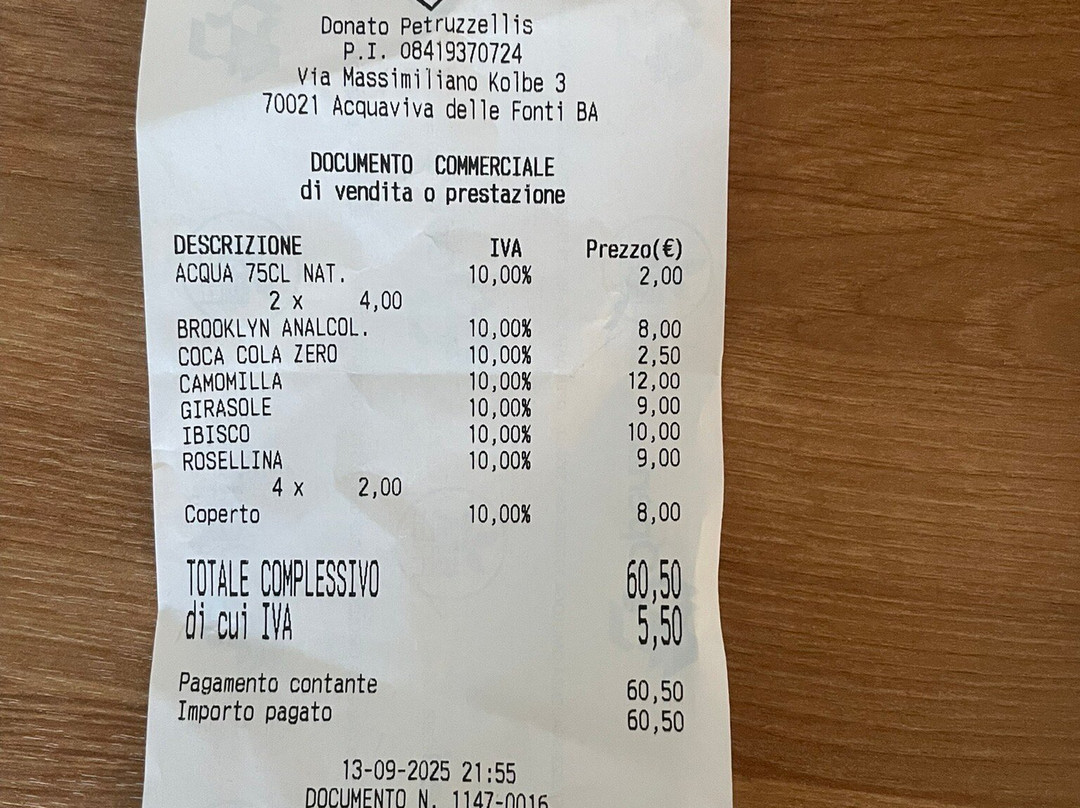 Donato Petruzzellis
P.I. 08419370724
Via Massimiliano Kolbe 3
70021 Acquaviva delle Fonti BA
DOCUMENTO COMMERCIALE
di vendita o prestazione
DESCRIZIONE IVA Prezzo(€)
ACQUA 75CL NAT. 10,00% 2,00
2 x 4,00
BROOKLYN ANALCOL. 10,00% 8,00
COCA COLA ZERO 10,00% 2,50
CAMOMILLA 10,00% 12,00
GIRASOLE 10,00% 9,00
IBISCO 10,00% 10,00
ROSELLINA 10,00% 9,00
4 x 2,00
Coperto 10,00% 8,00
TOTALE COMPLESSIVO 60,50
di cui IVA 5,50
Pagamento contante 60,50
Importo pagato 60,50
13-09-2025 21:55
DOCUMENTO N. 1147-0016